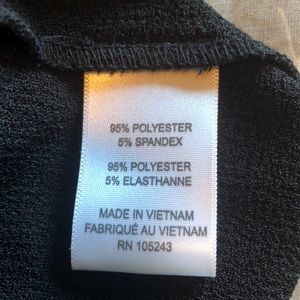 95% POLYESTER
5% SPANDEX
95% POLYESTER
5% ELASTHANNE
MADE IN VIETNAM
FABRIQUÉ AU VIETNAM
RN 105243